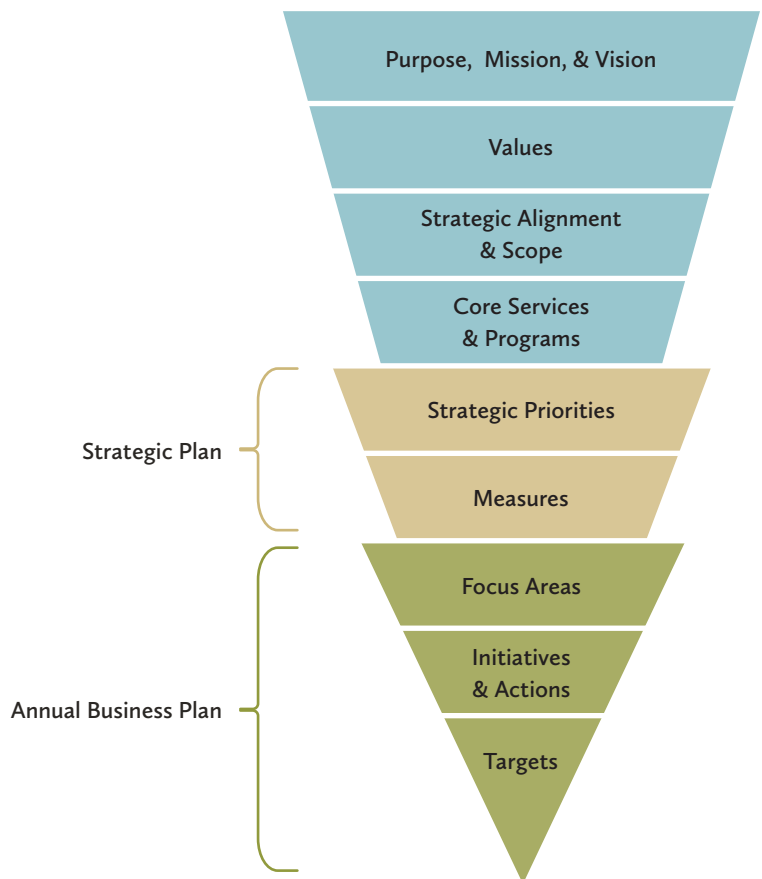 Purpose, Mission, & Vision
Values
Strategic Alignment
& Scope
Core Services
& Programs
Strategic Priorities
Strategic Plan
Measures
Focus Areas
Initiatives
& Actions
Annual Business Plan
Targets